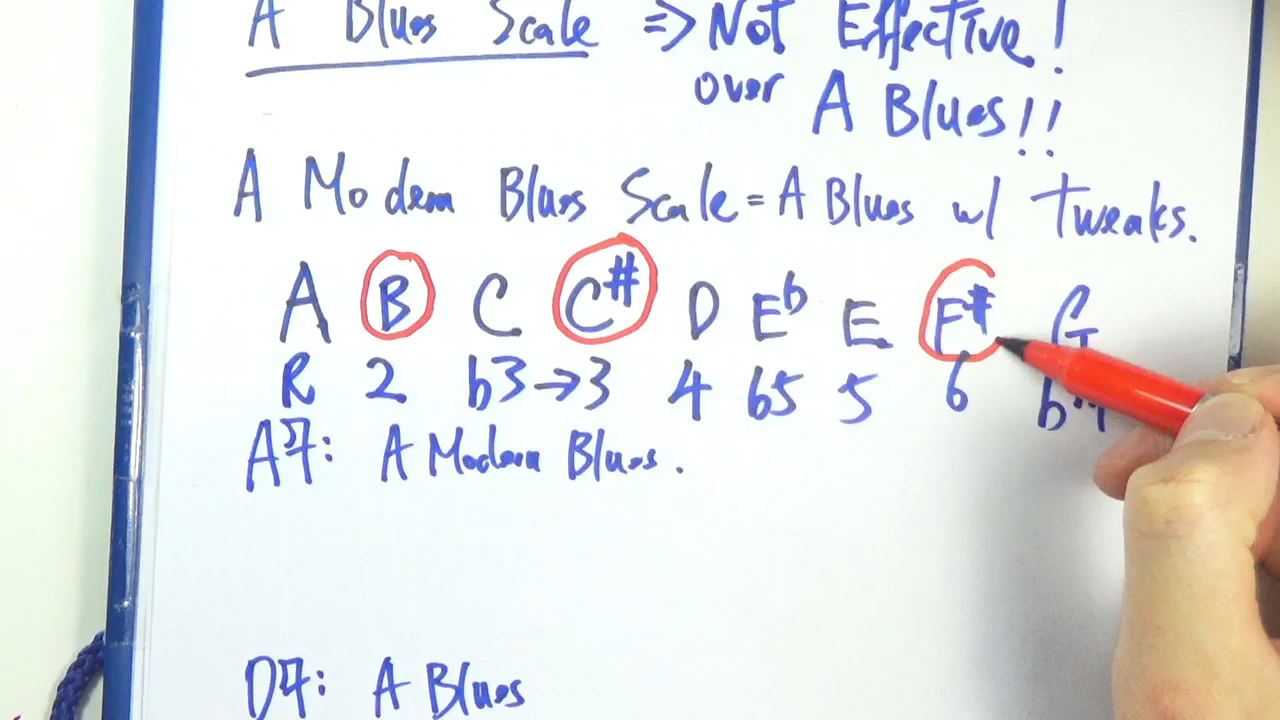 A Blues Scale => Not Effective!
over A Blues!!
A Modern Blues Scale = A Blues w/ Tweaks.
A B C C# D Eb E F# G
R 2 b3→3 4 b5 5 6 b7
A7: A Modern Blues.
D7: A Blues